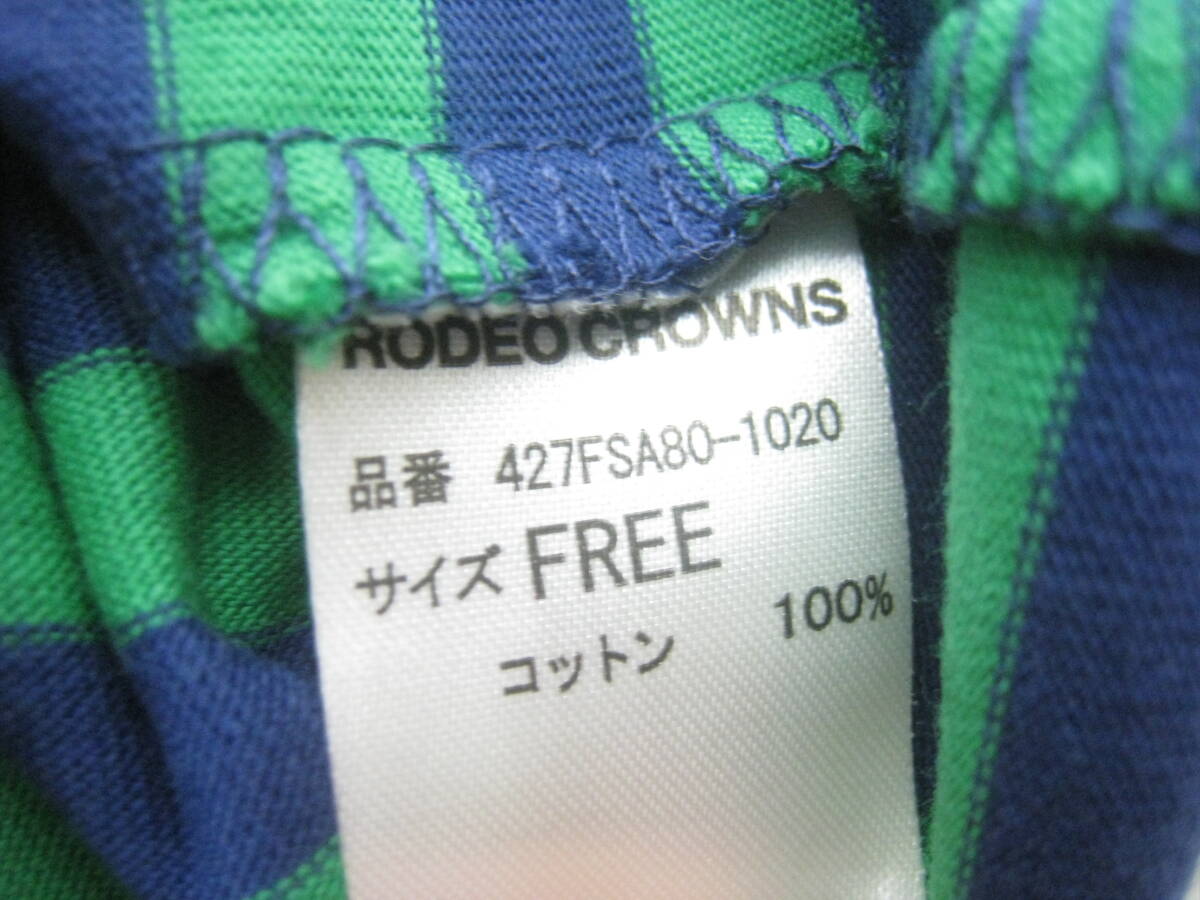 RODEO CROWNS
品番 427FSA80-1020
サイズ FREE
コットン 100%